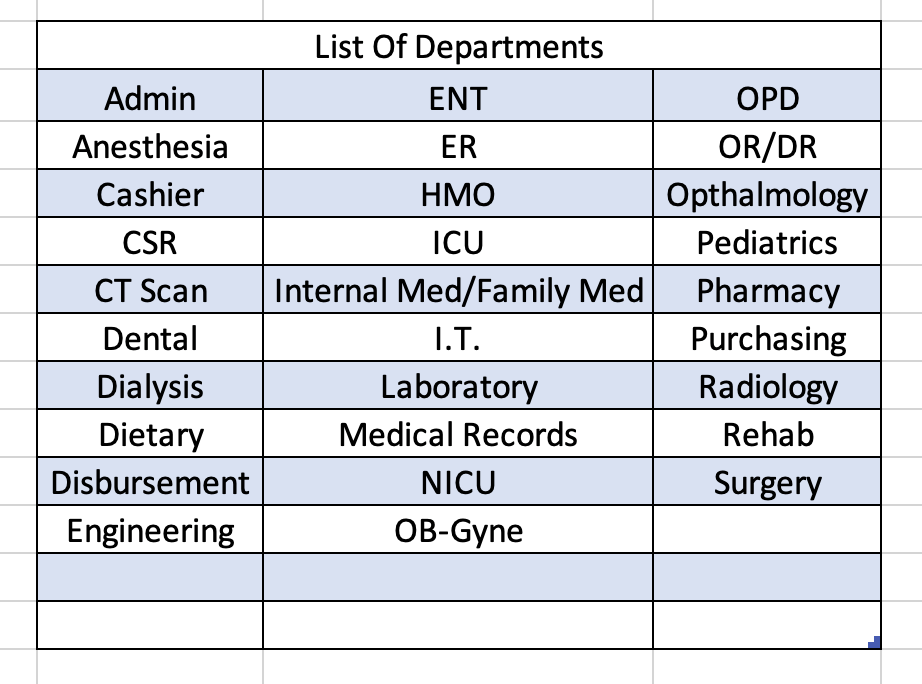 List Of Departments
Admin ENT OPD
Anesthesia ER OR/DR
Cashier HMO Opthalmology
CSR ICU Pediatrics
CT Scan Internal Med/Family Med Pharmacy
Dental I.T. Purchasing
Dialysis Laboratory Radiology
Dietary Medical Records Rehab
Disbursement NICU Surgery
Engineering OB-Gyne